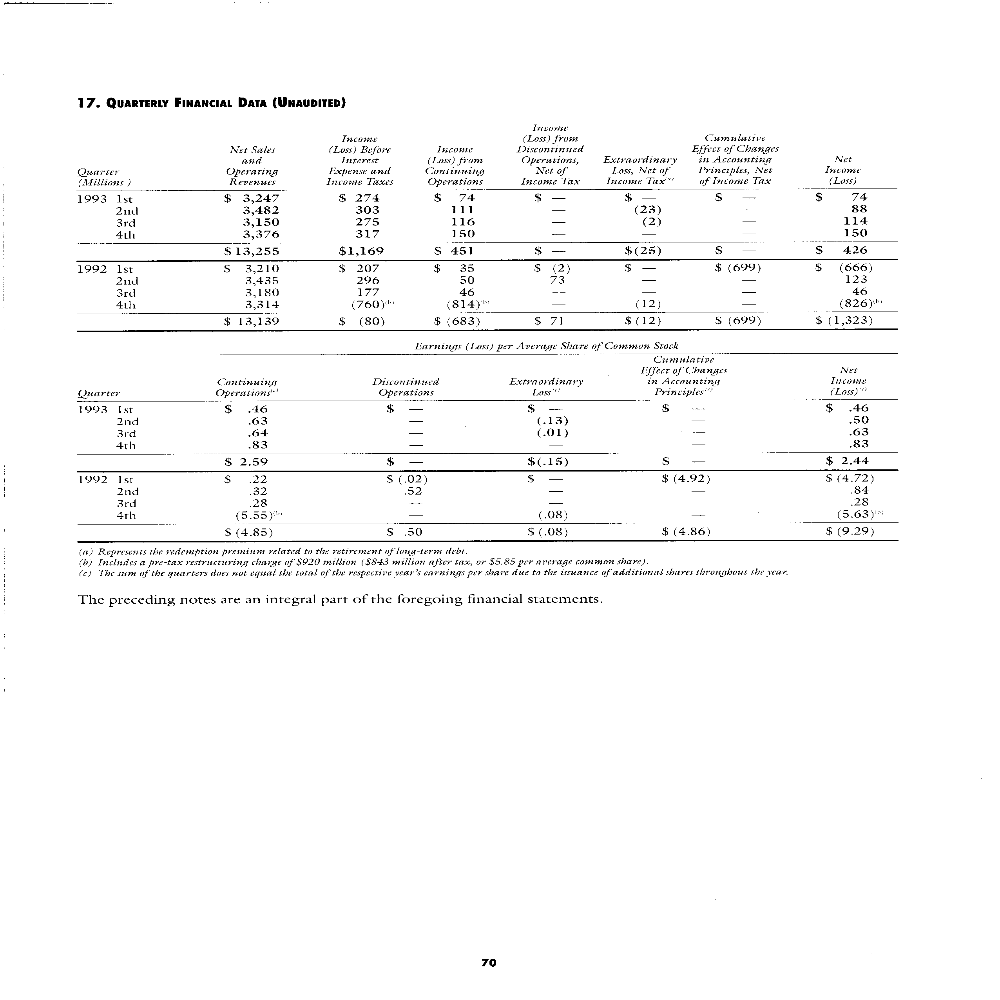 17. QUARTERLY FINANCIAL DATA (UNAUDITED)
Income
Income (Loss) from Cumulative
Net Sales (Loss) Before Income Discontinued Effect of Changes
and Interest (Loss) from Operations, Extraordinary in Accounting Net
Quarter Operating Expense and Continuing Net of Loss, Net of Principles, Net Income
(Millions) Revenues Income Taxes Operations Income Tax Income Tax(a) of Income Tax (Loss)
1993 1st $ 3,247 $ 274 $ 74 $ — $ — $ — $ 74
2nd 3,482 303 111 — (23) — 88
3rd 3,150 275 116 — (2) — 114
4th 3,376 317 150 — — — 150
$ 13,255 $1,169 $ 451 $ — $(25) $ — $ 426
1992 1st $ 3,210 $ 207 $ 35 $ (2) $ — $ (699) $ (666)
2nd 3,435 296 50 73 — — 123
3rd 3,180 177 46 — — — 46
4th 3,314 (760)(b) (814)(b) — (12) — (826)(b)
$ 13,139 $ (80) $ (683) $ 71 $(12) $ (699) $ (1,323)
Earnings (Loss) per Average Share of Common Stock
Cumulative
Effect of Changes Net
Continuing Discontinued Extraordinary in Accounting Income
Quarter Operations(c) Operations Loss(c) Principles(c) (Loss)(c)
1993 1st $ .46 $ — $ — $ — $ .46
2nd .63 — (.13) — .50
3rd .64 — (.01) — .63
4th .83 — — — .83
$ 2.59 $ — $(.15) $ — $ 2.44
1992 1st $ .22 $ (.02) $ — $ (4.92) $ (4.72)
2nd .32 .52 — — .84
3rd .28 — — .28
4th (5.55)(b) — (.08) — (5.63)(b)
$ (4.85) $ .50 $ (.08) $ (4.86) $ (9.29)
(a) Represents the redemption premium related to the retirement of long-term debt.
(b) Includes a pre-tax restructuring charge of $920 million ($843 million after tax, or $5.85 per average common share).
(c) The sum of the quarters does not equal the total of the respective year's earnings per share due to the issuance of additional shares throughout the year.
The preceding notes are an integral part of the foregoing financial statements.
70